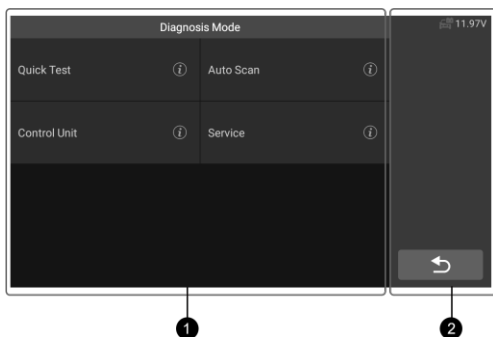 Diagnosis Mode
11.97V
Quick Test
Auto Scan
Control Unit
Service
1
2